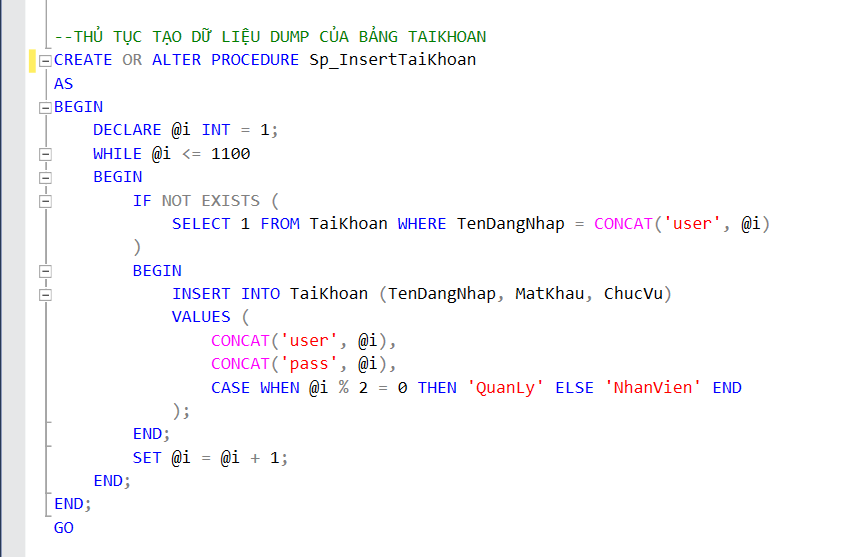 --THỦ TỤC TẠO DỮ LIỆU DUMP CỦA BẢNG TAIKHOAN
CREATE OR ALTER PROCEDURE Sp_InsertTaiKhoan
AS
BEGIN
    DECLARE @i INT = 1;
    WHILE @i <= 1100
    BEGIN
        IF NOT EXISTS (
            SELECT 1 FROM TaiKhoan WHERE TenDangNhap = CONCAT('user', @i)
        )
        BEGIN
            INSERT INTO TaiKhoan (TenDangNhap, MatKhau, ChucVu)
            VALUES (
                CONCAT('user', @i),
                CONCAT('pass', @i),
                CASE WHEN @i % 2 = 0 THEN 'QuanLy' ELSE 'NhanVien' END
            );
        END;
        SET @i = @i + 1;
    END;
END;
GO